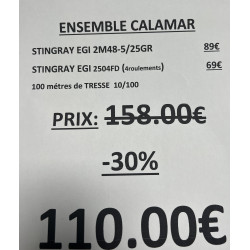 ENSEMBLE CALAMAR
STINGRAY EGI 2M48-5/25GR 89€
STINGRAY EGI 2504FD (4roulements) 69€
100 métres de TRESSE 10/100
PRIX: 158.00€
-30%
110.00€